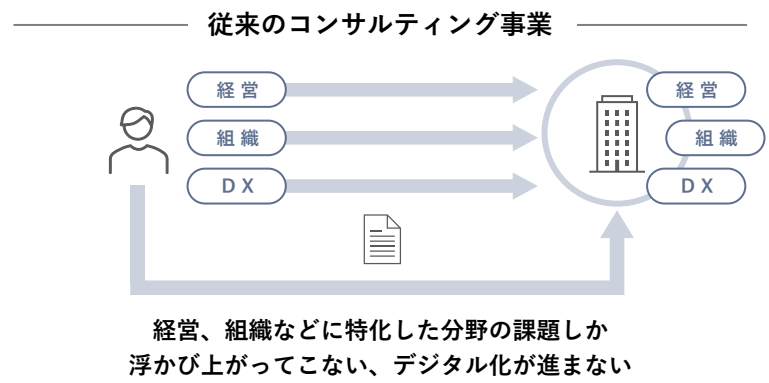 従来のコンサルティング事業
経営
経営
組織
組織
DX
DX
経営、組織などに特化した分野の課題しか
浮かび上がってこない、デジタル化が進まない